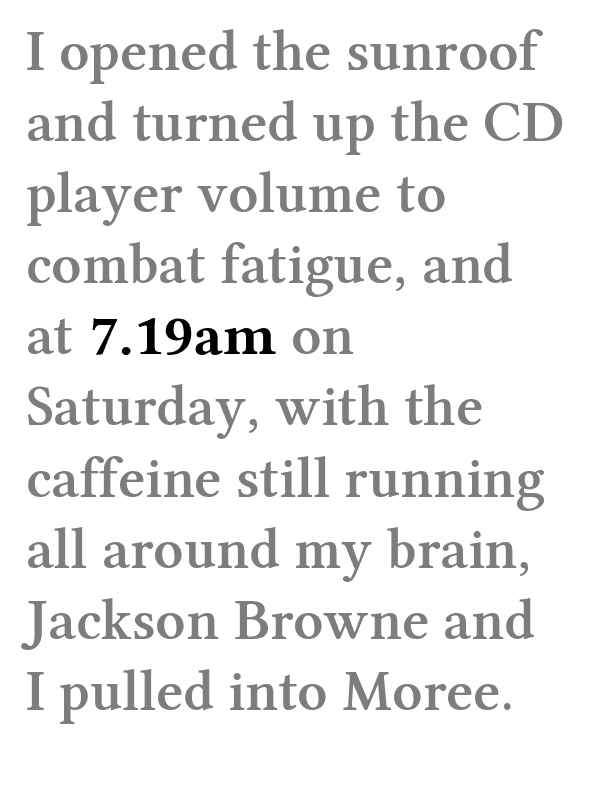 I opened the sunroof
and turned up the CD
player volume to
combat fatigue, and
at 7.19am on
Saturday, with the
caffeine still running
all around my brain,
Jackson Browne and
I pulled into Moree.